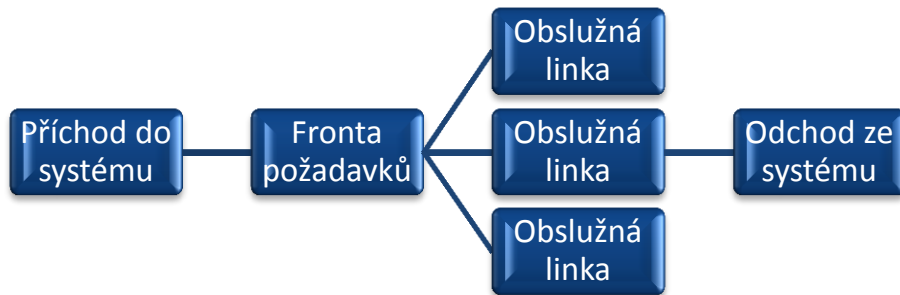 Příchod do
systému
Fronta
požadavků
Obslužná
linka
Obslužná
linka
Obslužná
linka
Odchod ze
systému